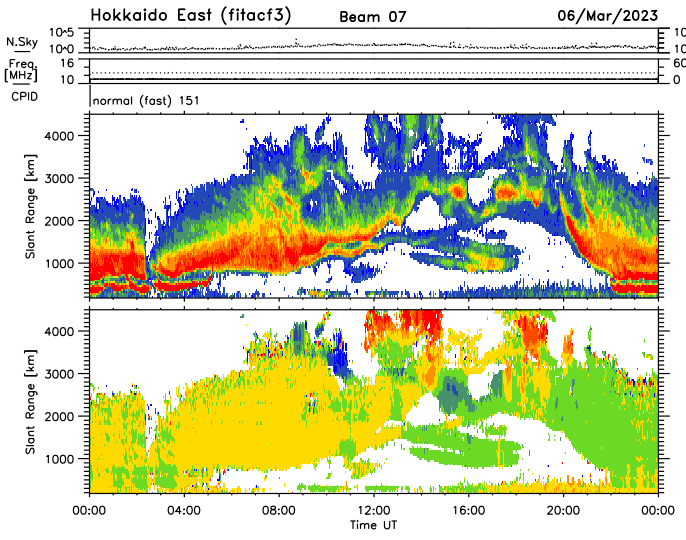 Hokkaido East (fitacf3) Beam 07 06/Mar/2023
N.Sky 10^5 10^0 10 10
Freq. [MHz] 16 10 60 0
CPID normal (fast) 151
Slant Range [km] 4000 3000 2000 1000
Slant Range [km] 4000 3000 2000 1000
00:00 04:00 08:00 12:00 16:00 20:00 00:00
Time UT